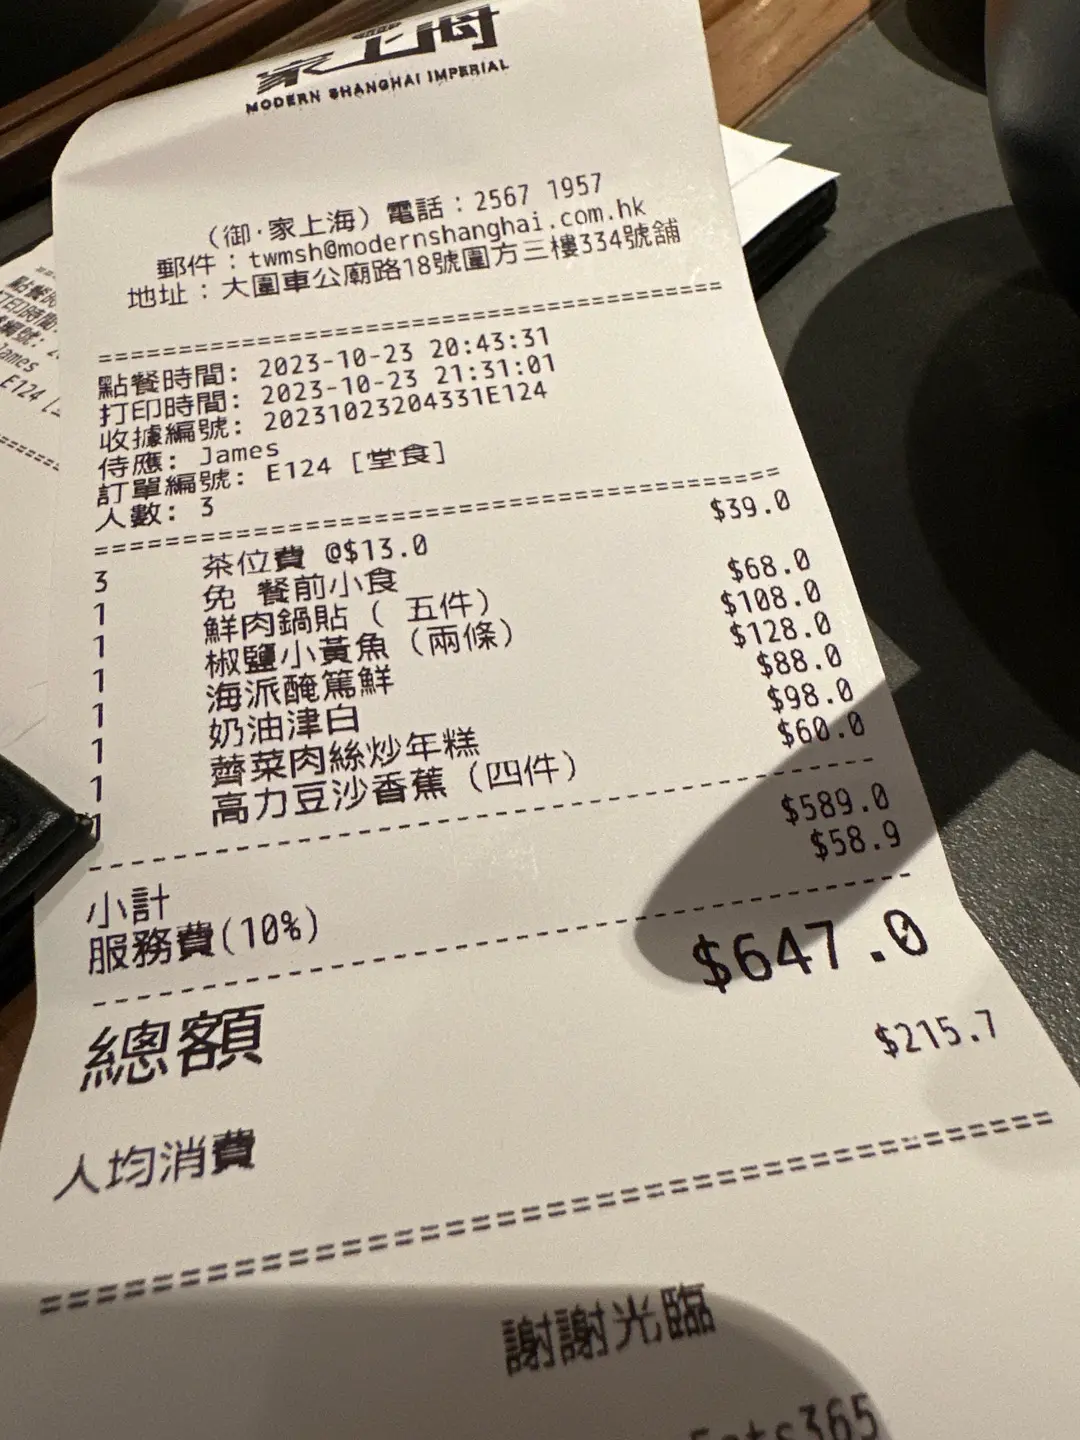 家上海
MODERN SHANGHAI IMPERIAL
(御·家上海) 電話：2567 1957
郵件：twmsh@modernshanghai.com.hk
地址：大圍車公廟路18號圍方三樓334號舖
點餐時間: 2023-10-23 20:43:31
打印時間: 2023-10-23 21:31:01
收據編號: 20231023204331E124
侍應: James
訂單編號: E124 [堂食]
人數: 3
3 茶位費 @$13.0 $39.0
1 免 餐前小食
1 鮮肉鍋貼 ( 五件) $68.0
1 椒鹽小黃魚 (兩條) $108.0
1 海派醃篤鮮 $128.0
1 奶油津白 $88.0
1 薺菜肉絲炒年糕 $98.0
1 高力豆沙香蕉 (四件) $60.0
小計 $589.0
服務費(10%) $58.9
總額 $647.0
人均消費 $215.7
謝謝光臨
Eats365
James
E124